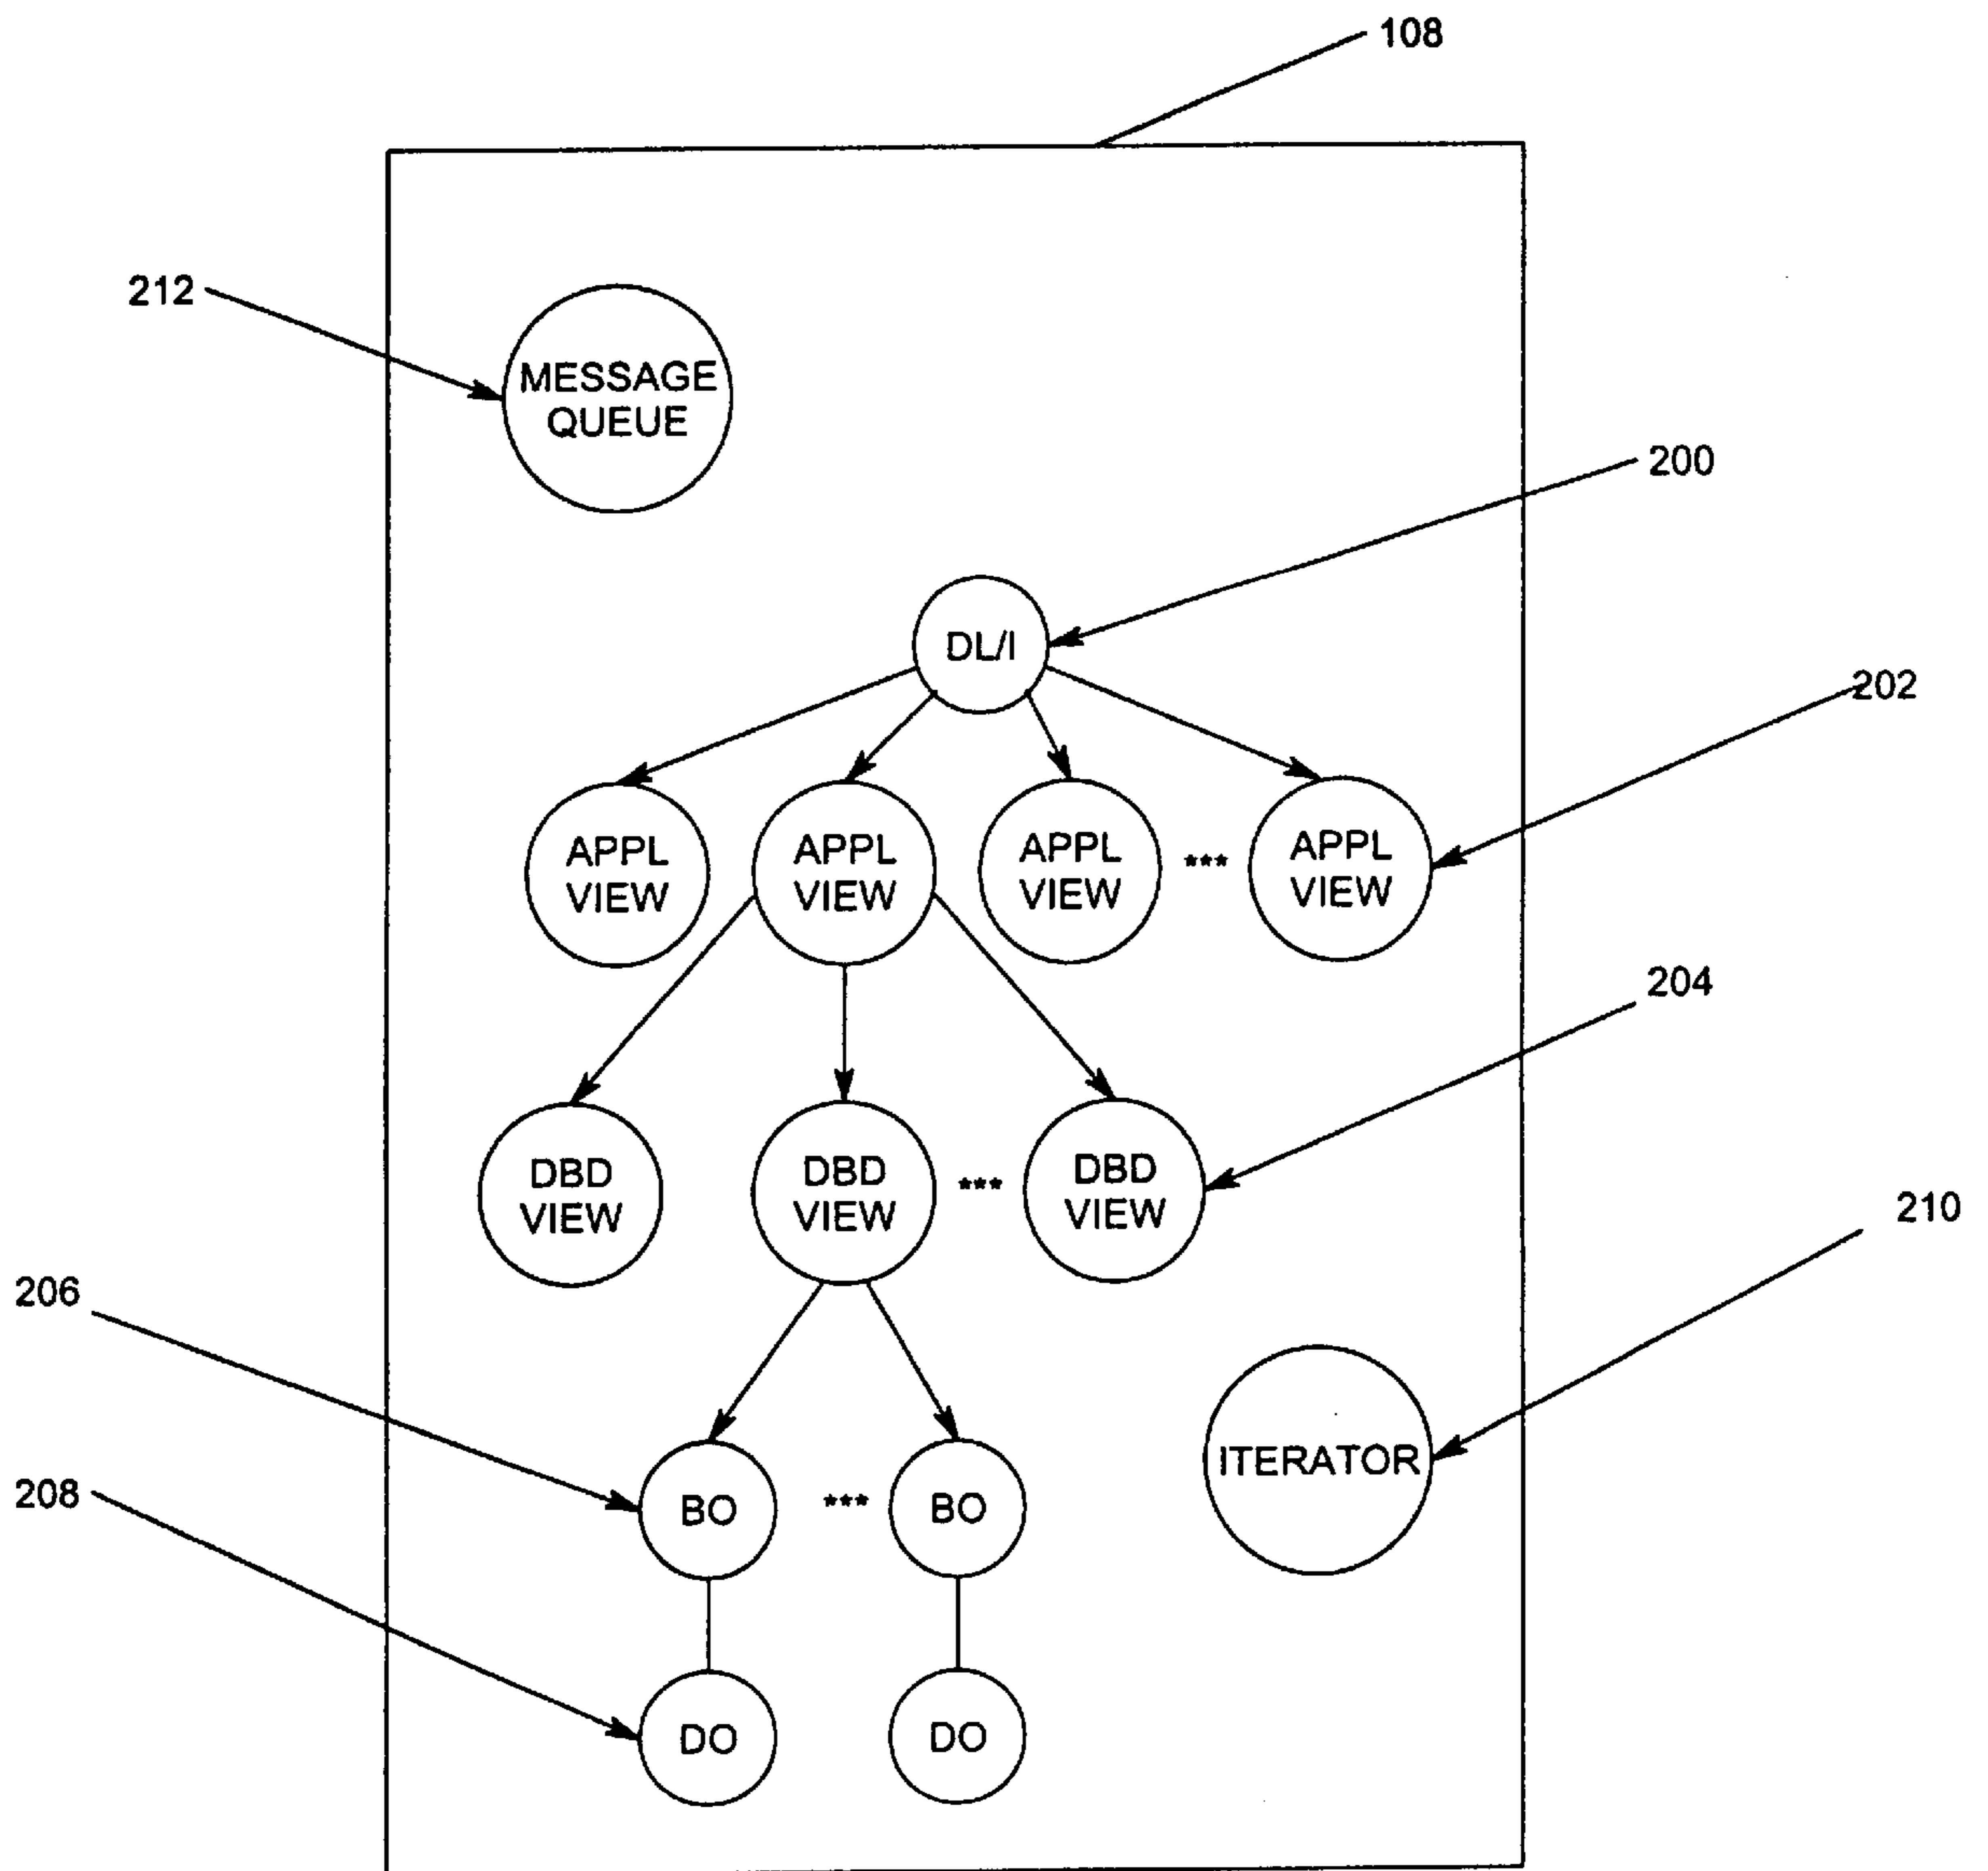 108
212
MESSAGE
QUEUE
200
DL/I
202
APPL
VIEW
APPL
VIEW
APPL
VIEW
***
APPL
VIEW
204
DBD
VIEW
DBD
VIEW
***
DBD
VIEW
210
206
ITERATOR
208
BO
***
BO
DO
DO